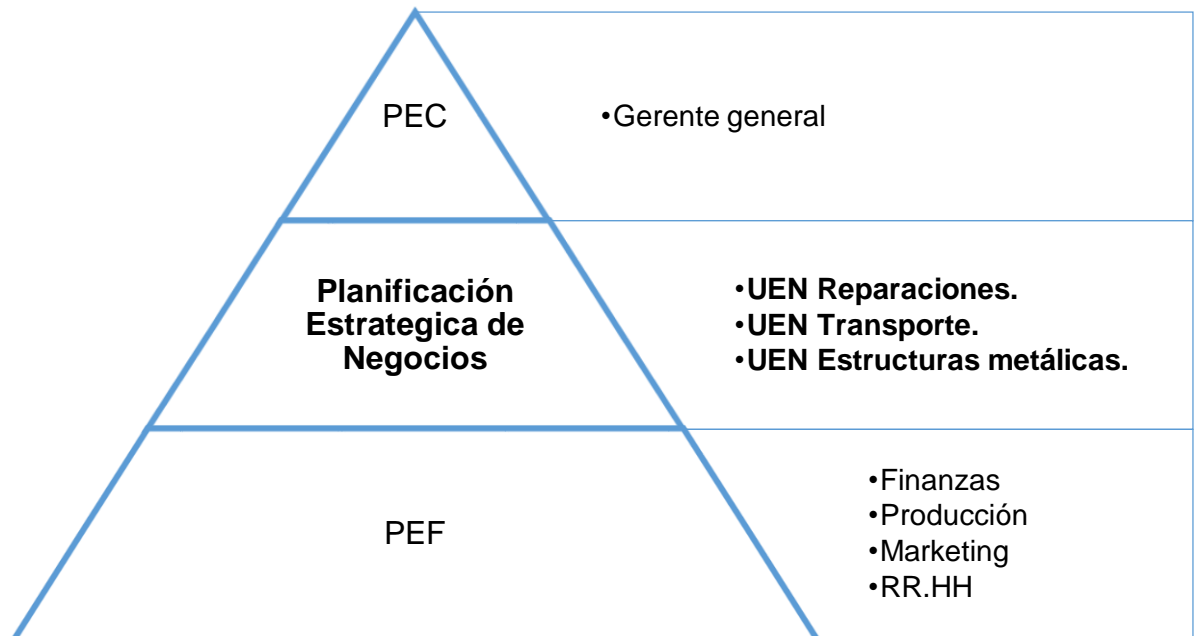 PEC
•Gerente general
Planificación
Estrategica de
Negocios
•UEN Reparaciones.
•UEN Transporte.
•UEN Estructuras metálicas.
PEF
•Finanzas
•Producción
•Marketing
•RR.HH